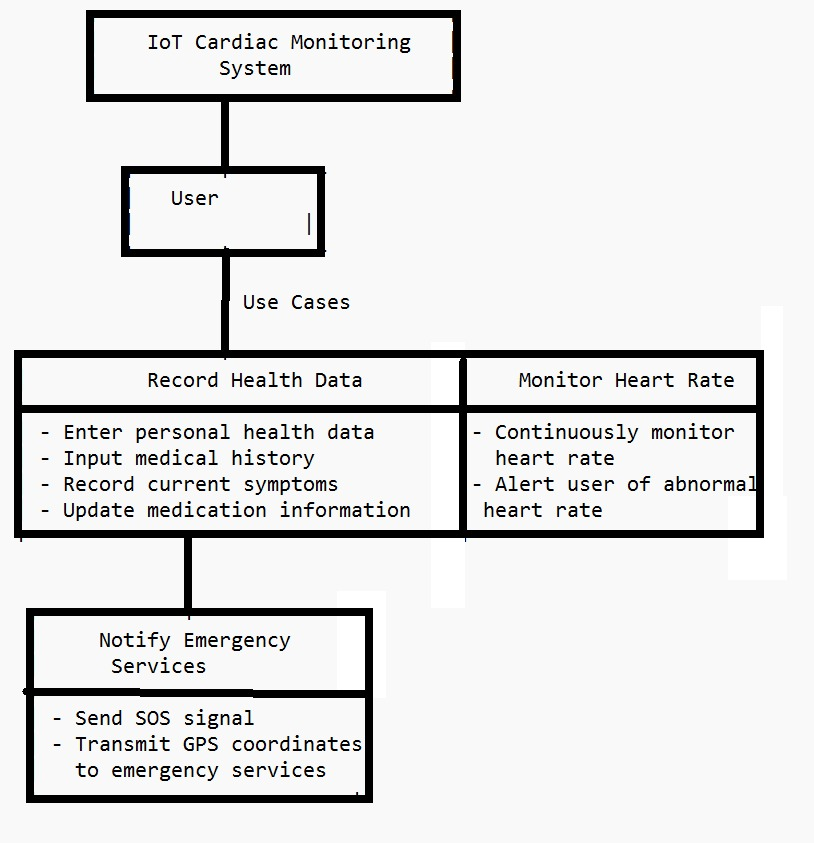 IoT Cardiac Monitoring
System
User
Use Cases
Record Health Data
Monitor Heart Rate
- Enter personal health data
- Input medical history
- Record current symptoms
- Update medication information
- Continuously monitor
heart rate
- Alert user of abnormal
heart rate
Notify Emergency
Services
- Send SOS signal
- Transmit GPS coordinates
to emergency services